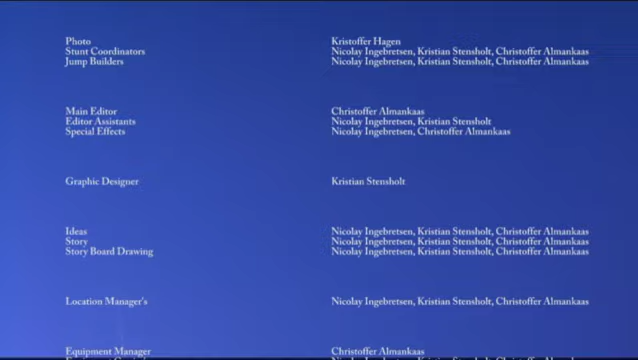 Photo Kristoffer Hagen
Stunt Coordinators Nicolay Ingebretsen, Kristian Stensholt, Christoffer Almankaas
Jump Builders Nicolay Ingebretsen, Kristian Stensholt, Christoffer Almankaas
Main Editor Christoffer Almankaas
Editor Assistants Nicolay Ingebretsen, Kristian Stensholt
Special Effects Nicolay Ingebretsen, Christoffer Almankaas
Graphic Designer Kristian Stensholt
Ideas Nicolay Ingebretsen, Kristian Stensholt, Christoffer Almankaas
Story Nicolay Ingebretsen, Kristian Stensholt, Christoffer Almankaas
Story Board Drawing Nicolay Ingebretsen, Kristian Stensholt, Christoffer Almankaas
Location Manager's Nicolay Ingebretsen, Kristian Stensholt, Christoffer Almankaas
Equipment Manager Christoffer Almankaas